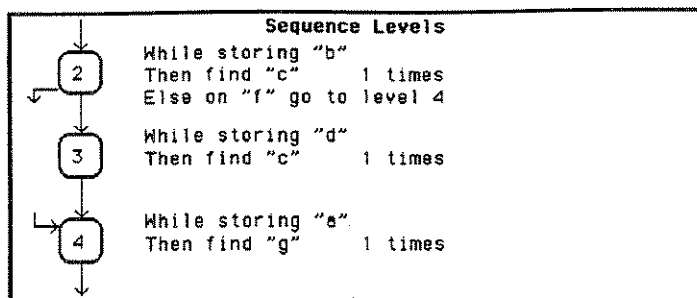 Sequence Levels
2
While storing "b"
Then find "c" 1 times
Else on "f" go to level 4
3
While storing "d"
Then find "c" 1 times
4
While storing "e"
Then find "g" 1 times